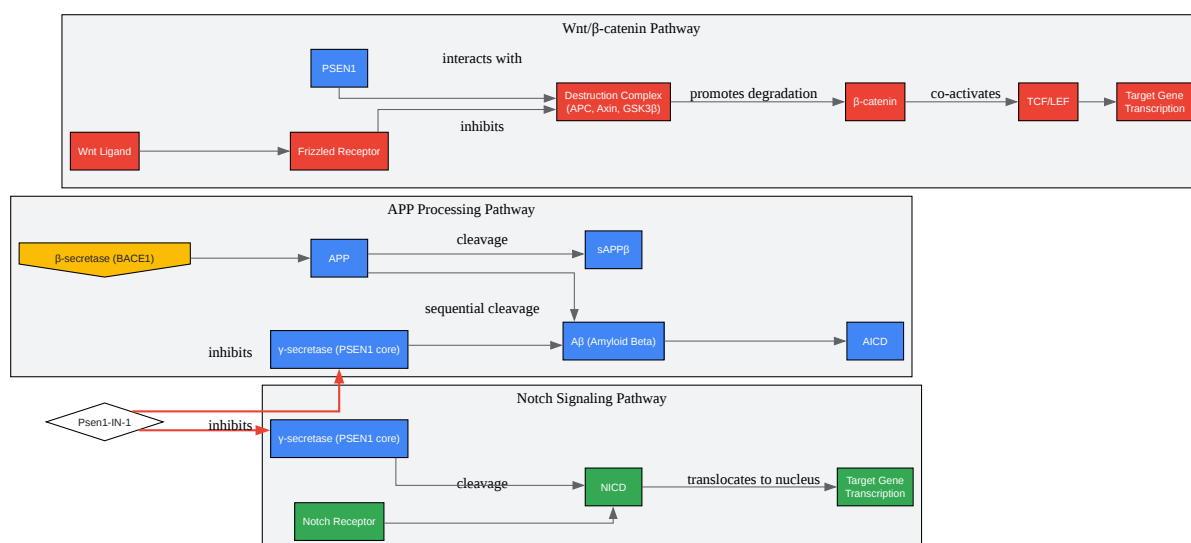 Wnt/β-catenin Pathway
PSEN1
interacts with
Destruction Complex
(APC, Axin, GSK3β)
promotes degradation
β-catenin
co-activates
TCF/LEF
Target Gene
Transcription
inhibits
Wnt Ligand
Frizzled Receptor
APP Processing Pathway
β-secretase (BACE1)
APP
cleavage
sAPPβ
sequential cleavage
inhibits
γ-secretase (PSEN1 core)
Aβ (Amyloid Beta)
AICD
Notch Signaling Pathway
Psen1-IN-1
inhibits
γ-secretase (PSEN1 core)
cleavage
NICD
translocates to nucleus
Target Gene
Transcription
Notch Receptor